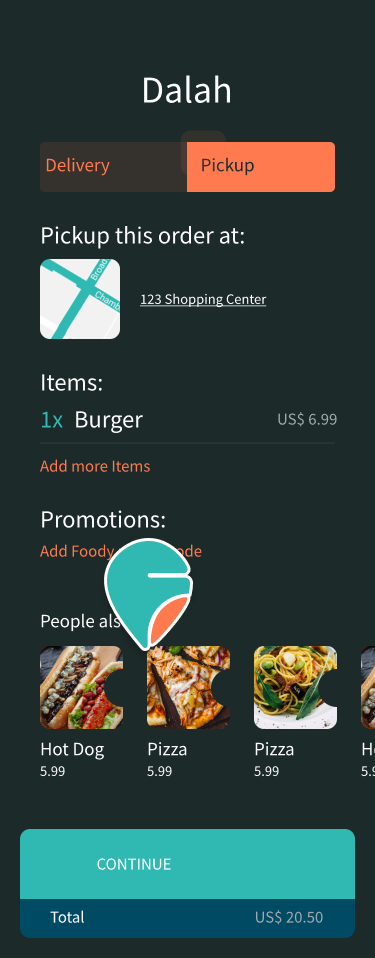 Dalah
Delivery
Pickup
Pickup this order at:
123 Shopping Center
Items:
1x Burger US$ 6.99
Add more Items
Promotions:
Add Foody
People als
Hot Dog
Pizza
Pizza
5.99
5.99
5.99
CONTINUE
Total US$ 20.50